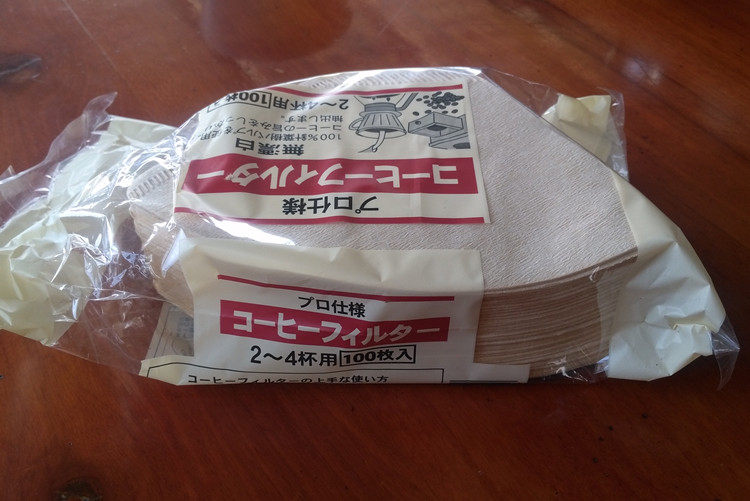 プロ仕様
コーヒーフィルター
無漂白
100%針葉樹パルプを使用。
コーヒーの旨みをしっかり
抽出します。
2〜4杯用 100枚入
プロ仕様
コーヒーフィルター
2〜4杯用 100枚入
コーヒーフィルターの上手な使い方